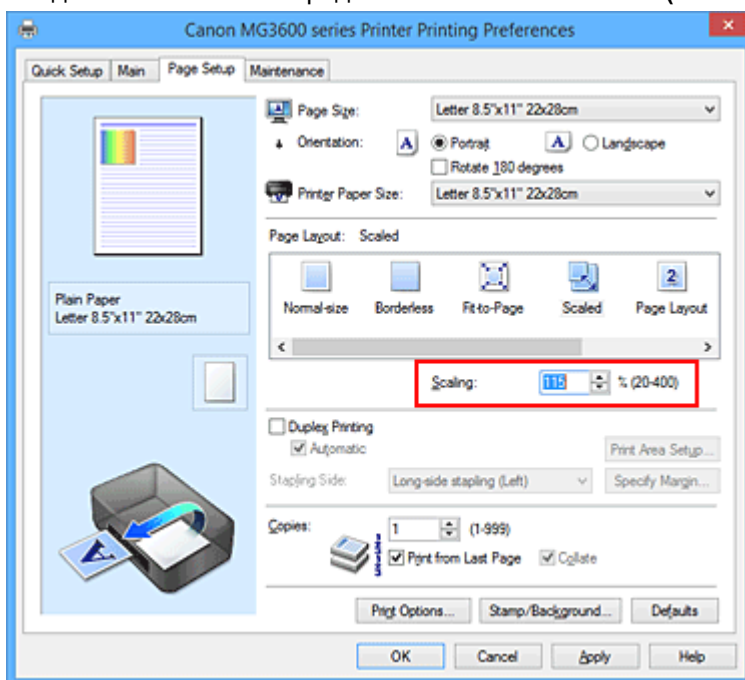 Canon MG3600 series Printer Printing Preferences
Quick Setup Main Page Setup Maintenance
Page Size: Letter 8.5"x11" 22x28cm
Orientation: A Portrait A Landscape
Rotate 180 degrees
Printer Paper Size: Letter 8.5"x11" 22x28cm
Page Layout: Scaled
Normal-size Borderless Fit-to-Page Scaled Page Layout
Plain Paper
Letter 8.5"x11" 22x28cm
Scaling: 115 % (20-400)
Duplex Printing
Automatic Print Area Setup...
Stapling Side: Long-side stapling (Left) Specify Margin...
Copies: 1 (1-999)
Print from Last Page Collate
Print Options... Stamp/Background... Defaults
OK Cancel Apply Help